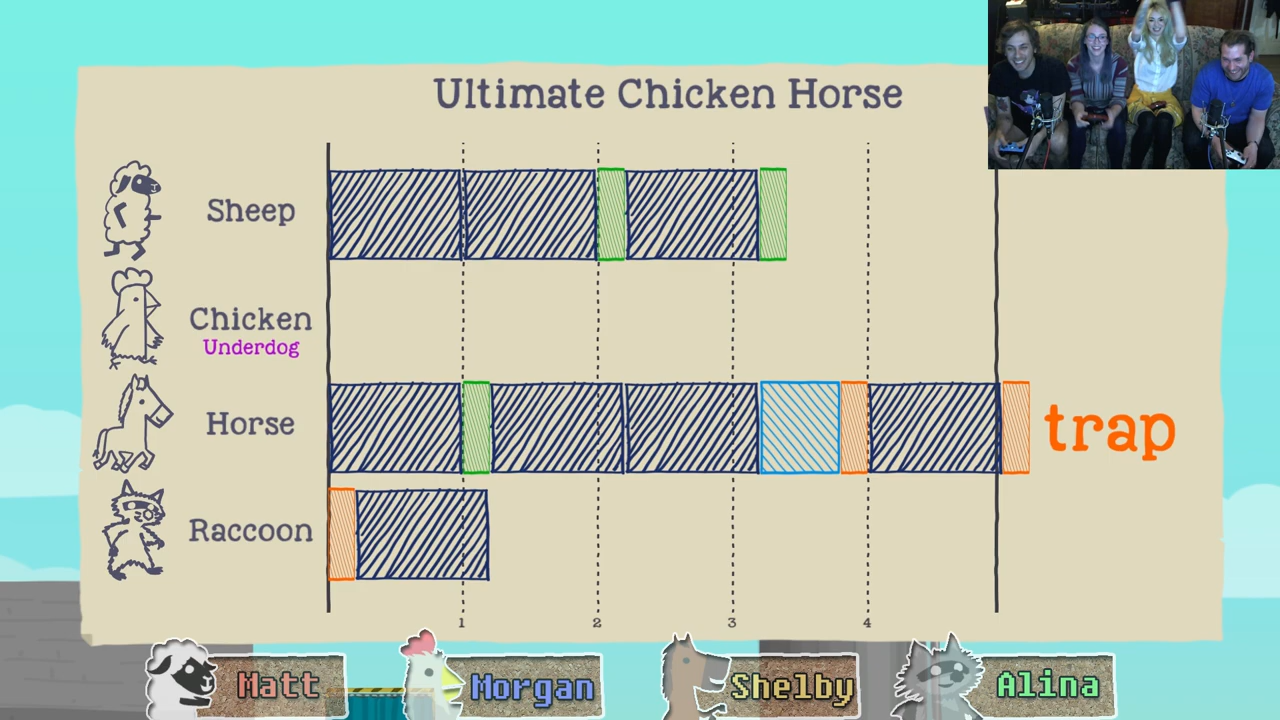 Ultimate Chicken Horse
Sheep
Chicken
Underdog
Horse
trap
Raccoon
1 2 3 4
Matt Morgan Shelby Alina